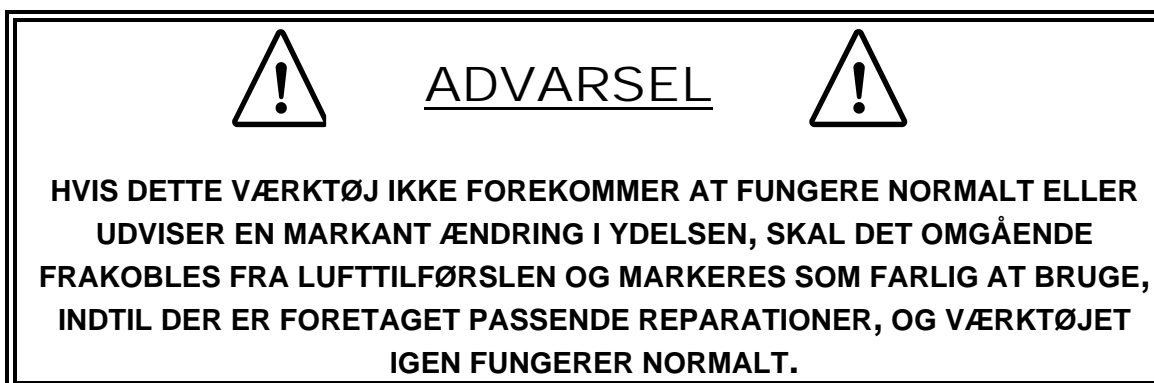 ADVARSEL
HVIS DETTE VÆRKTØJ IKKE FOREKOMMER AT FUNGERE NORMALT ELLER
UDVISER EN MARKANT ÆNDRING I YDELSEN, SKAL DET OMGÅENDE
FRAKOBLES FRA LUFTTILFØRSLEN OG MARKERES SOM FARLIG AT BRUGE,
INDTIL DER ER FORETAGET PASSENDE REPARATIONER, OG VÆRKTØJET
IGEN FUNGERER NORMALT.